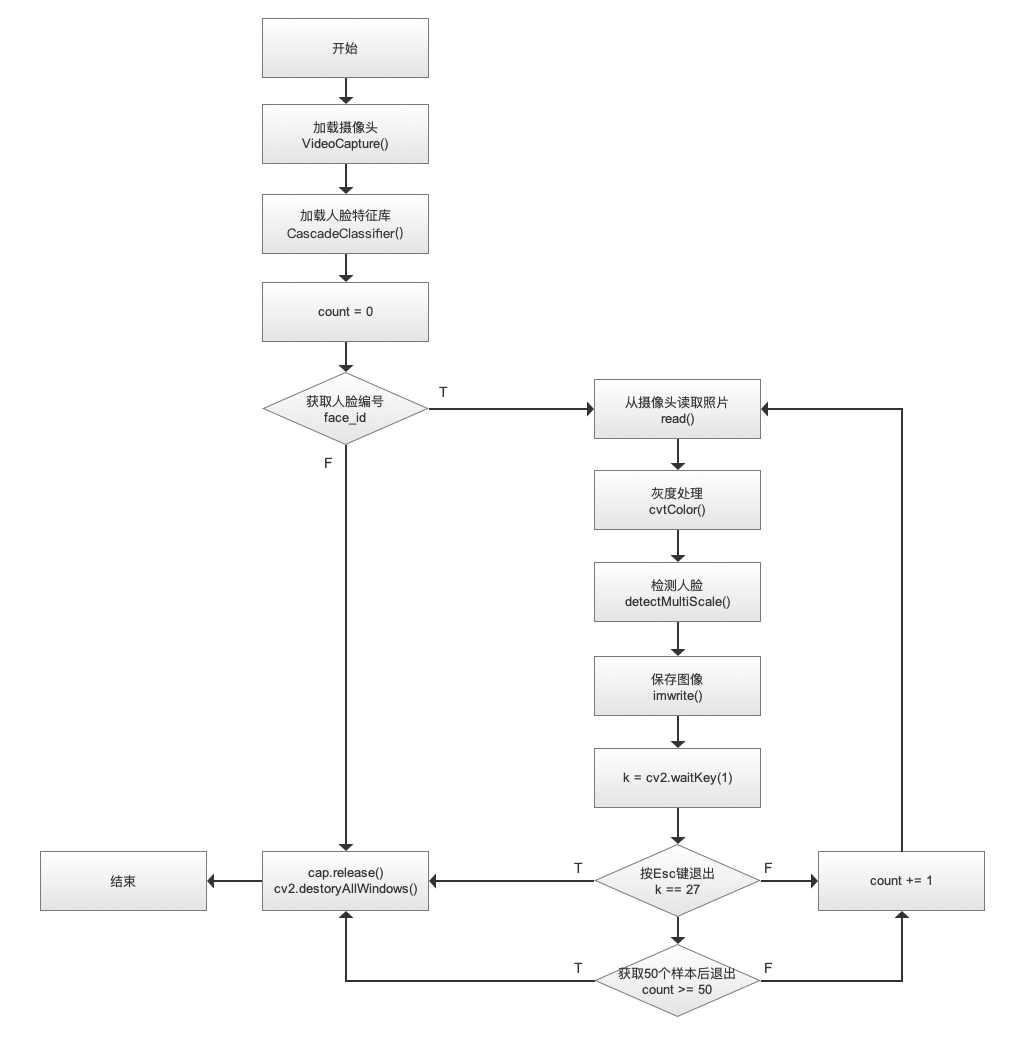 开始
加载摄像头
VideoCapture()
加载人脸特征库
CascadeClassifier()
count = 0
获取人脸编号
face_id
T
F
从摄像头读取照片
read()
灰度处理
cvtColor()
检测人脸
detectMultiScale()
保存图像
imwrite()
k = cv2.waitKey(1)
按Esc键退出
k == 27
T
F
count += 1
cap.release()
cv2.destoryAllWindows()
结束
获取50个样本后退出
count >= 50
T
F